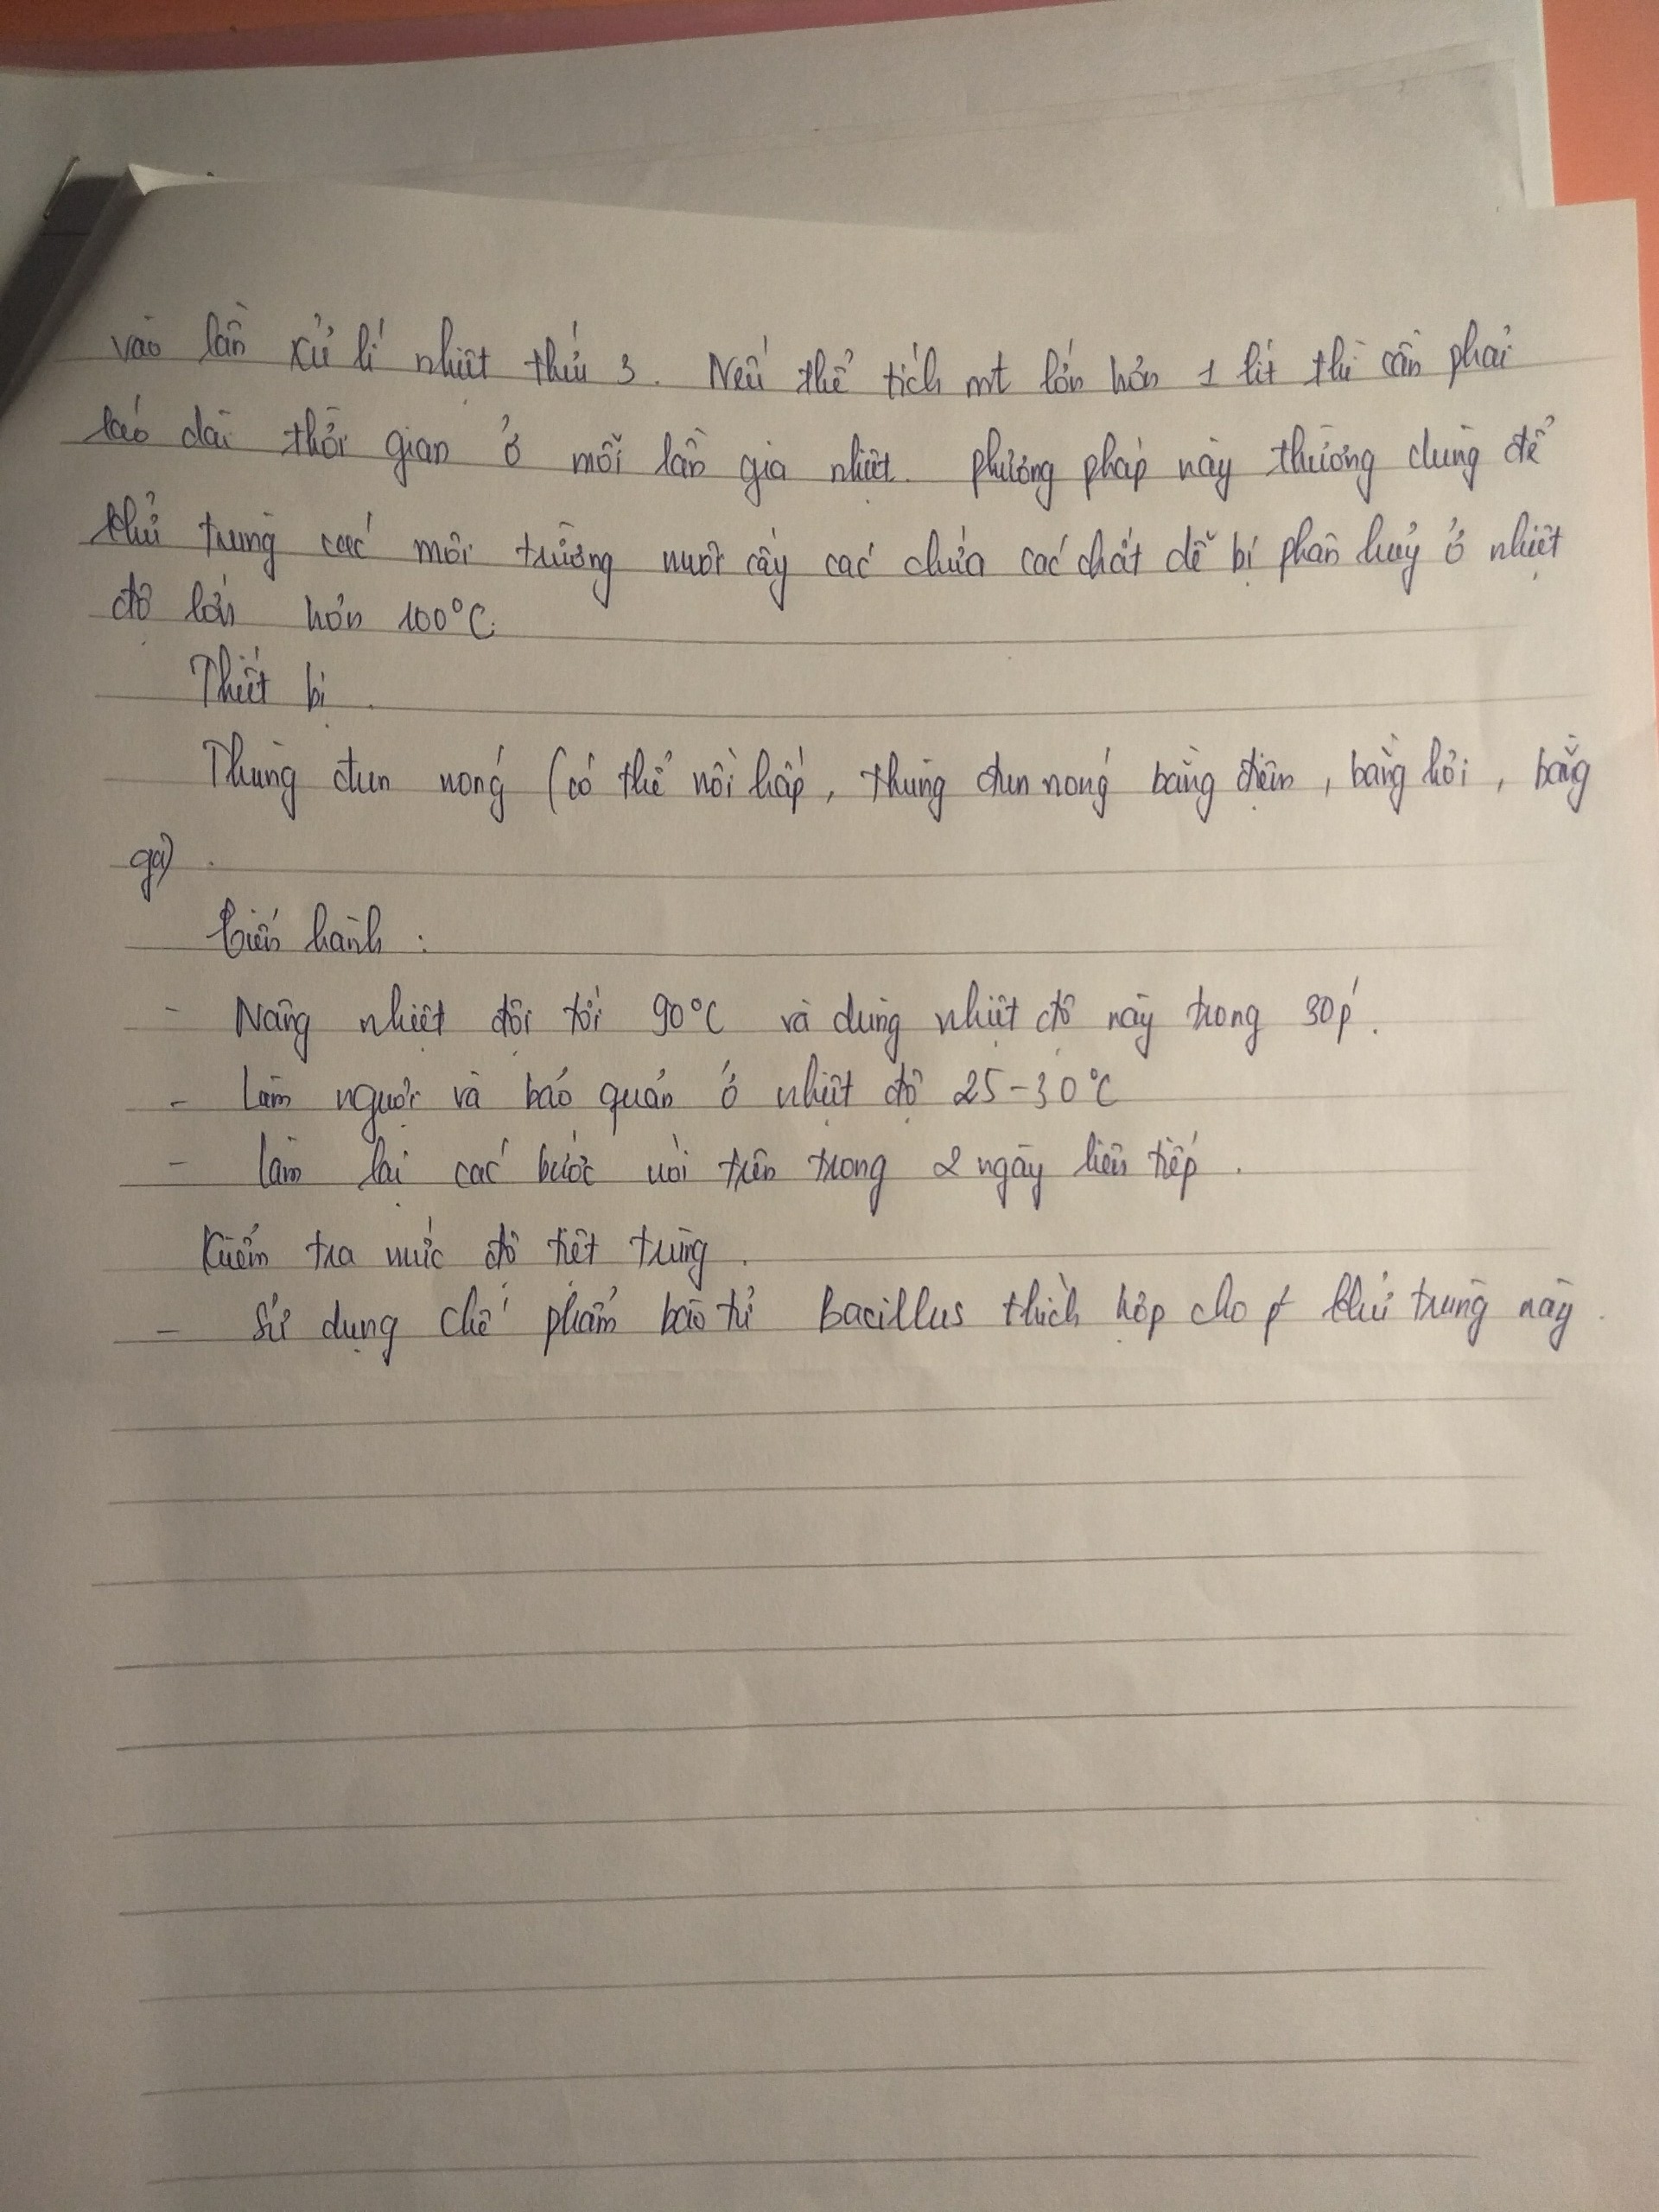 vào lần xử lí nhiệt thứ 3. Nếu thể tích mt lớn hơn 1 lít thì cần phải
kéo dài thời gian ở mỗi lần gia nhiệt. phương pháp này thường dùng để
khử trùng các môi trường nuôi cấy các chứa các chất dễ bị phân huỷ ở nhiệt
độ lớn hơn 100°C.
Thiết bị.
Thùng đun nóng (có thể nồi hấp, thùng đun nóng bằng điện, bằng hơi, bằng
ga).
Tiến hành :
- Nâng nhiệt đôi tới 90°C và dừng nhiệt độ này trong 30p'.
- Làm nguội và bảo quản ở nhiệt độ 25-30°C
- Làm lại các bước nói trên trong 2 ngày liên tiếp.
Kiểm tra mức độ tiệt trùng.
- Sử dụng chế phẩm bào tử Bacillus thích hợp cho khử trùng này.